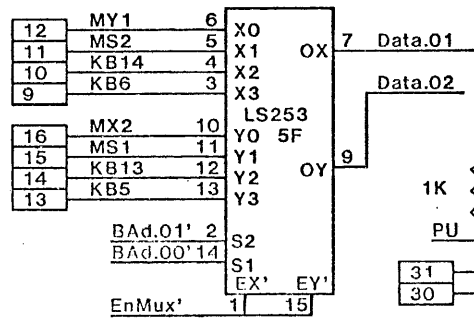 12 MY1 6 X0
11 MS2 5 X1 OX 7 Data.01
10 KB14 4 X2
9 KB6 3 X3 Data.02
LS253
5F
16 MX2 10 Y0
15 MS1 11 Y1
14 KB13 12 Y2 OY 9
13 KB5 13 Y3 1K
BAd.01' 2 S2 PU
BAd.00' 14 S1
EX' EY' 31
EnMux' 1 15 30